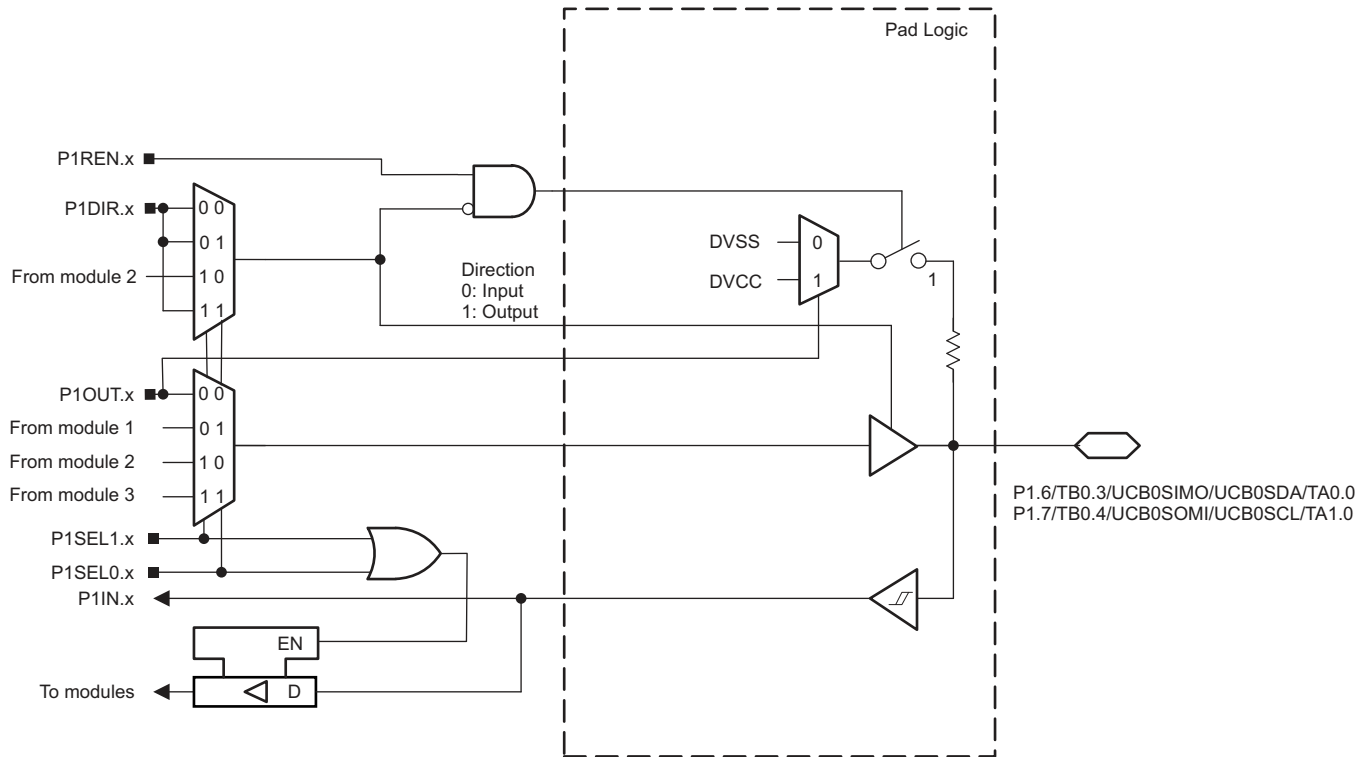 Pad Logic
P1REN.x
P1DIR.x
0 0
0 1
From module 2
1 0
1 1
Direction
0: Input
1: Output
DVSS
0
DVCC
1
1
P1OUT.x
0 0
From module 1
0 1
From module 2
1 0
From module 3
1 1
P1.6/TB0.3/UCB0SIMO/UCB0SDA/TA0.0
P1.7/TB0.4/UCB0SOMI/UCB0SCL/TA1.0
P1SEL1.x
P1SEL0.x
P1IN.x
EN
To modules
D